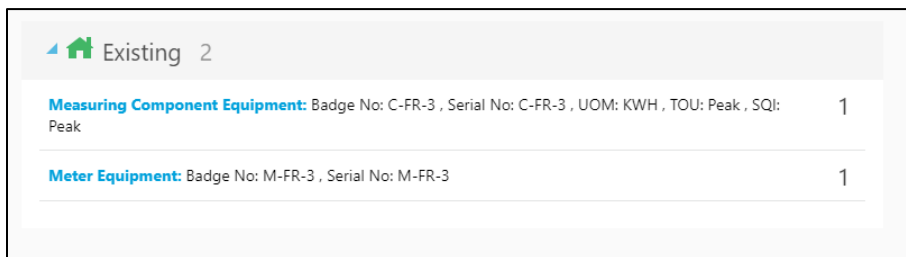 Existing 2
Measuring Component Equipment: Badge No: C-FR-3 , Serial No: C-FR-3 , UOM: KWH , TOU: Peak , SQI: 1
Peak
Meter Equipment: Badge No: M-FR-3 , Serial No: M-FR-3 1